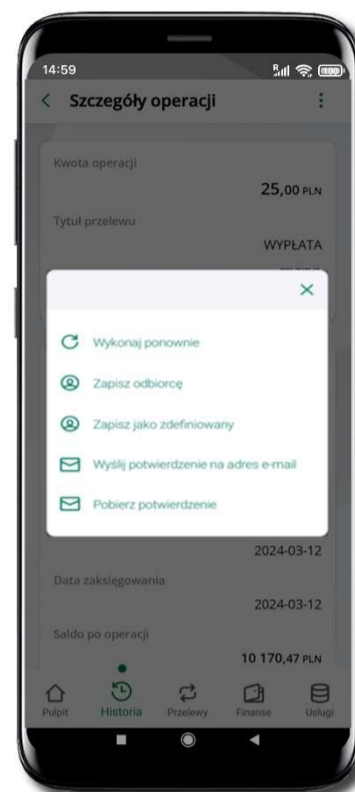 14:59
Szczegóły operacji
Kwota operacji
25,00 PLN
Tytuł przelewu
WYPŁATA
Wykonaj ponownie
Zapisz odbiorcę
Zapisz jako zdefiniowany
Wyślij potwierdzenie na adres e-mail
Pobierz potwierdzenie
2024-03-12
Data zaksięgowania
2024-03-12
Saldo po operacji
10 170,47 PLN
Pulpit Historia Przelewy Finanse Usługi